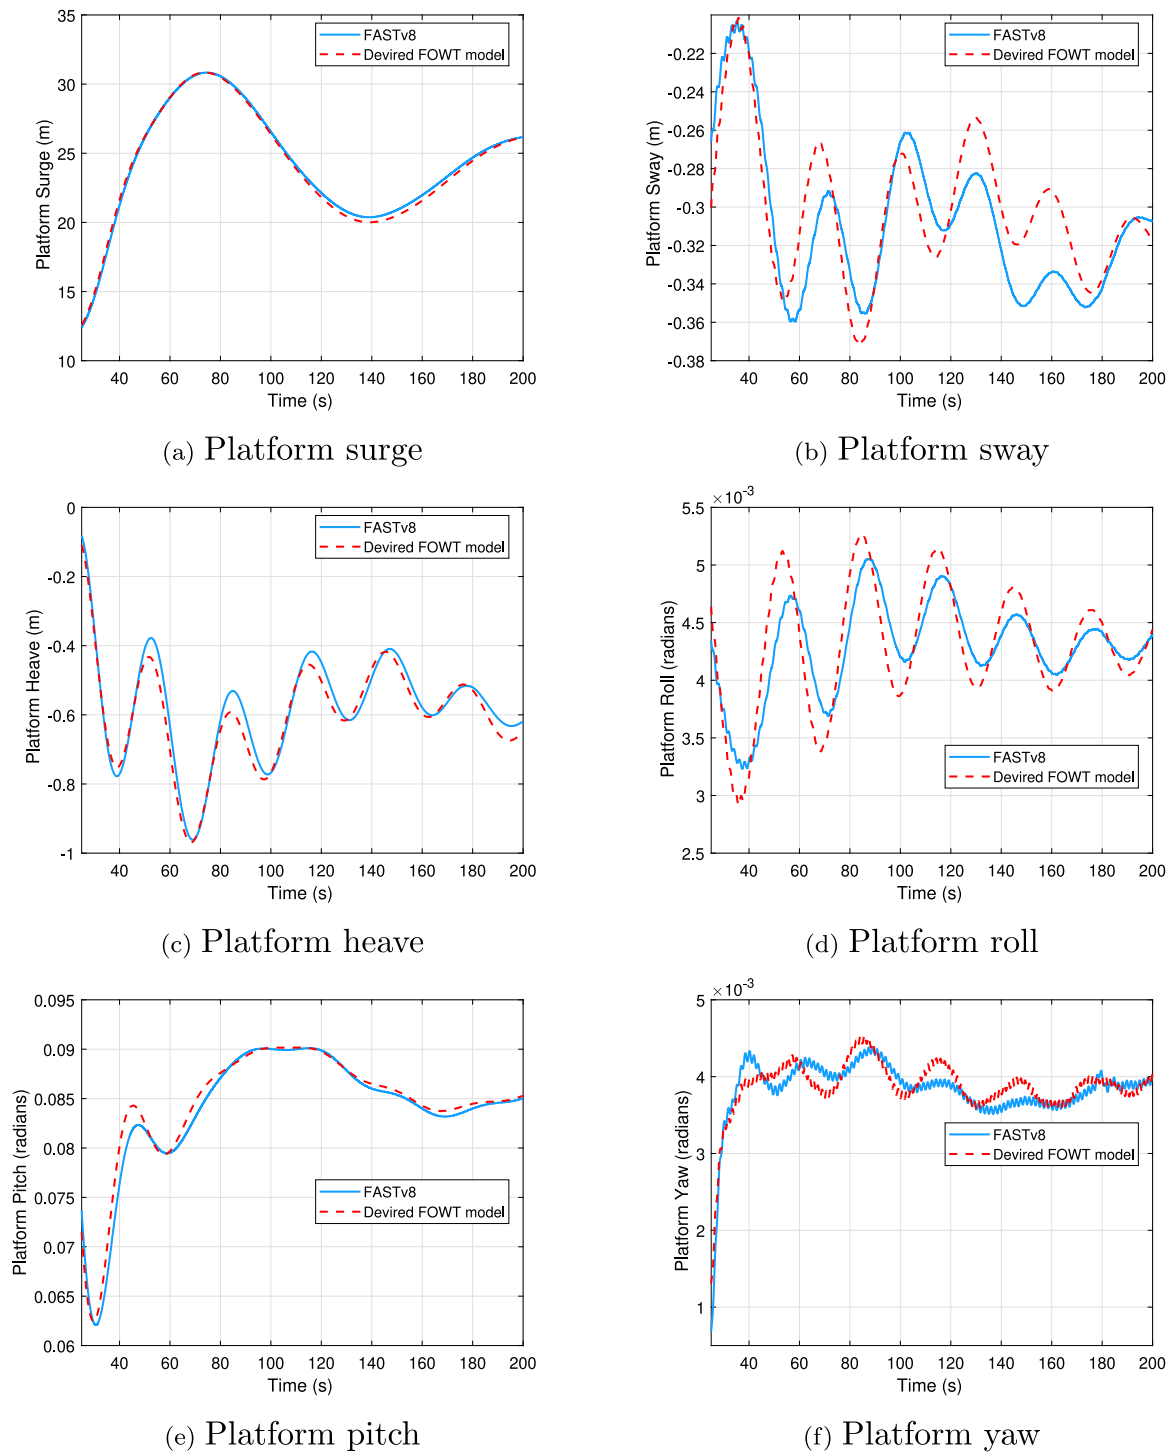 35
30
25
20
15
10
Platform Surge (m)
FASTv8
Devired FOWT model
40 60 80 100 120 140 160 180 200
Time (s)
(a) Platform surge
-0.22
-0.24
-0.26
-0.28
-0.3
-0.32
-0.34
-0.36
-0.38
Platform Sway (m)
FASTv8
Devired FOWT model
40 60 80 100 120 140 160 180 200
Time (s)
(b) Platform sway
0
-0.2
-0.4
-0.6
-0.8
-1
Platform Heave (m)
FASTv8
Devired FOWT model
40 60 80 100 120 140 160 180 200
Time (s)
(c) Platform heave
×10⁻³
5.5
5
4.5
4
3.5
3
2.5
Platform Roll (radians)
FASTv8
Devired FOWT model
40 60 80 100 120 140 160 180 200
Time (s)
(d) Platform roll
0.095
0.09
0.085
0.08
0.075
0.07
0.065
0.06
Platform Pitch (radians)
FASTv8
Devired FOWT model
40 60 80 100 120 140 160 180 200
Time (s)
(e) Platform pitch
×10⁻³
5
4
3
2
1
Platform Yaw (radians)
FASTv8
Devired FOWT model
40 60 80 100 120 140 160 180 200
Time (s)
(f) Platform yaw